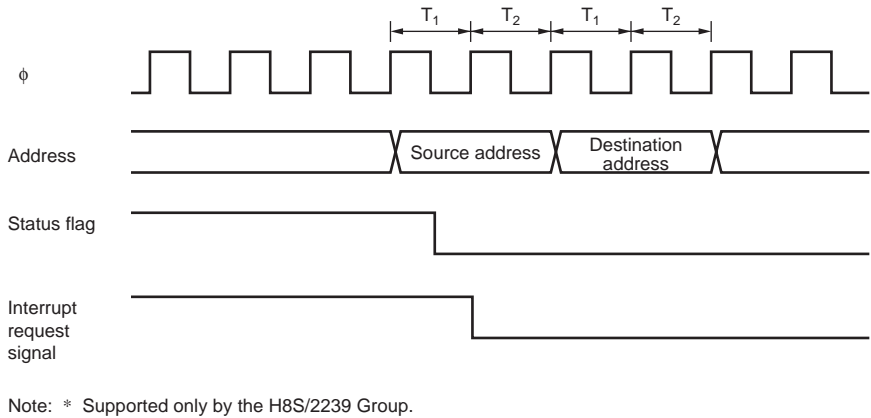 T₁ T₂ T₁ T₂
ϕ
Address
Source address
Destination
address
Status flag
Interrupt
request
signal
Note: * Supported only by the H8S/2239 Group.